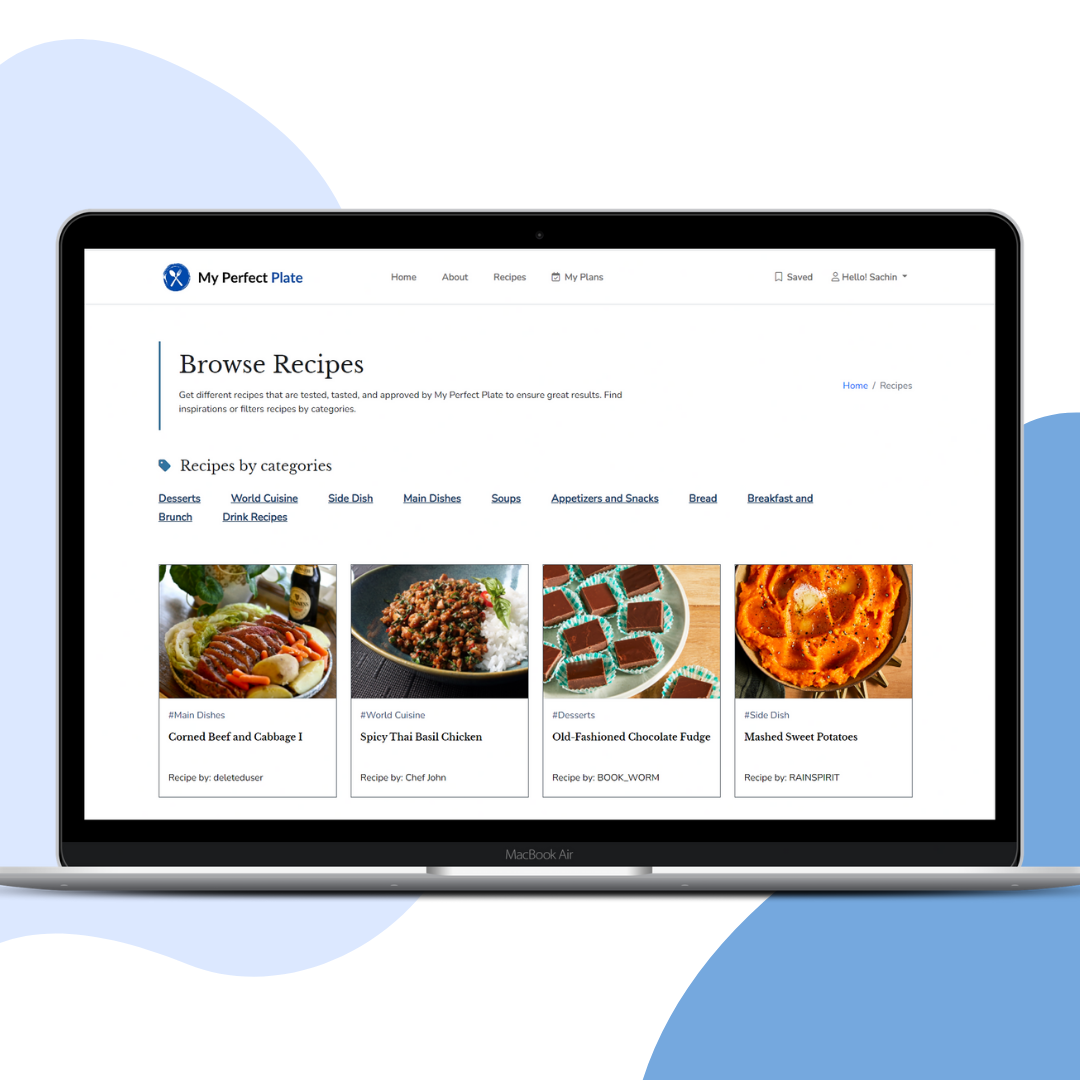 My Perfect Plate
Home About Recipes My Plans Saved Hello! Sachin
Browse Recipes
Get different recipes that are tested, tasted, and approved by My Perfect Plate to ensure great results. Find
inspirations or filters recipes by categories.
Home / Recipes
Recipes by categories
Desserts World Cuisine Side Dish Main Dishes Soups Appetizers and Snacks Bread Breakfast and
Brunch Drink Recipes
#Main Dishes
Corned Beef and Cabbage I
Recipe by: deleteduser
#World Cuisine
Spicy Thai Basil Chicken
Recipe by: Chef John
#Desserts
Old-Fashioned Chocolate Fudge
Recipe by: BOOK_WORM
#Side Dish
Mashed Sweet Potatoes
Recipe by: RAINSPIRIT
MacBook Air